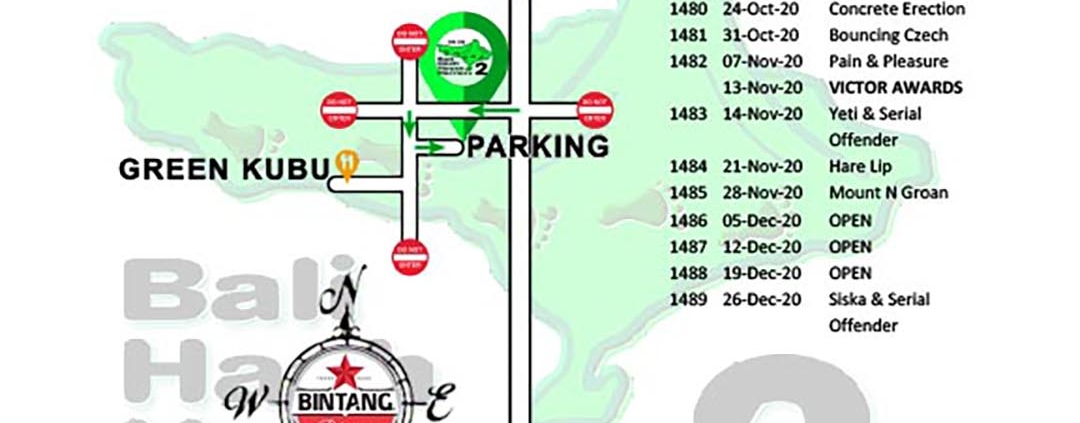 DO NOT
ENTER
2
DO NOT
ENTER
DO NOT
ENTER
PARKING
GREEN KUBU
DO NOT
ENTER
Bali
Hash
N
W
BINTANG
E
2
1480 24-Oct-20 Concrete Erection
1481 31-Oct-20 Bouncing Czech
1482 07-Nov-20 Pain & Pleasure
13-Nov-20 VICTOR AWARDS
1483 14-Nov-20 Yeti & Serial
Offender
1484 21-Nov-20 Hare Lip
1485 28-Nov-20 Mount N Groan
1486 05-Dec-20 OPEN
1487 12-Dec-20 OPEN
1488 19-Dec-20 OPEN
1489 26-Dec-20 Siska & Serial
Offender